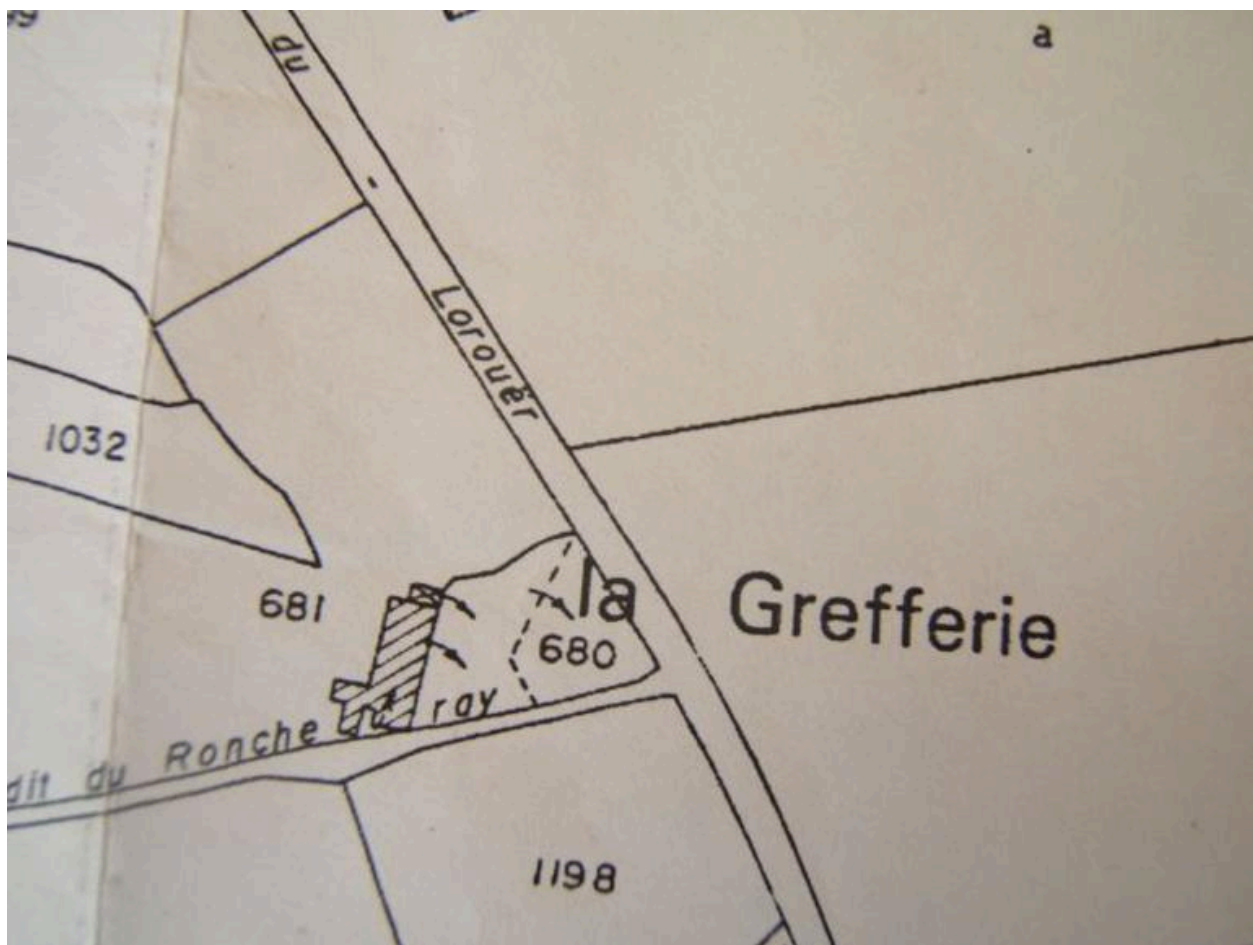 a
du
Lorouër
1032
681
la Grefferie
680
dit du Ronche ray
1198